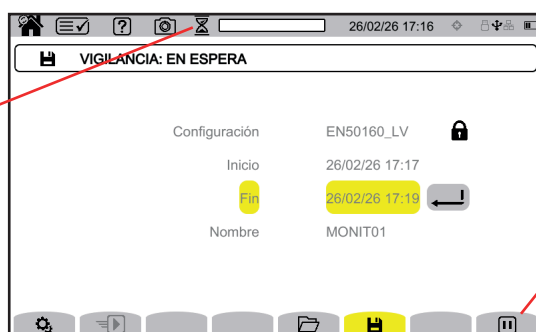 26/02/26 17:16
VIGILANCIA: EN ESPERA
Configuración EN50160_LV
Inicio 26/02/26 17:17
Fin 26/02/26 17:19
Nombre MONIT01